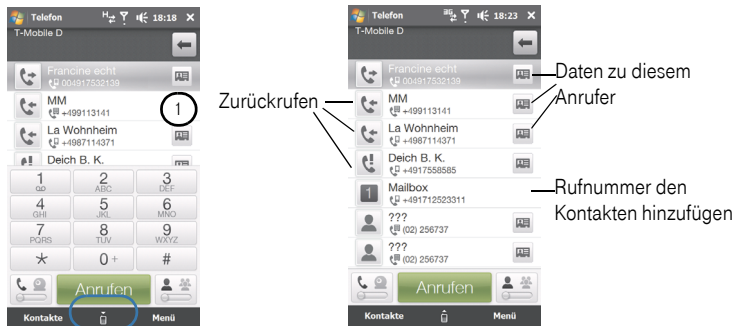 Telefon
H
18:18
T-Mobile D
Francine echt
004917532139
MM
+499113141
1
La Wohnheim
+4987114371
Deich B. K.
1
2 ABC
3 DEF
4 GHI
5 JKL
6 MNO
7 PQRS
8 TUV
9 WXYZ
* 0+ #
Anrufen
Kontakte Menü
Zurückrufen
Telefon
3G
18:23
T-Mobile D
Francine echt
004917532139
MM
+499113141
La Wohnheim
+4987114371
Deich B. K.
+4917558585
1
Mailbox
+491712523311
???
(02) 256737
???
(02) 256737
Anrufen
Kontakte Menü
Daten zu diesem
Anrufer
Rufnummer den
Kontakten hinzufügen